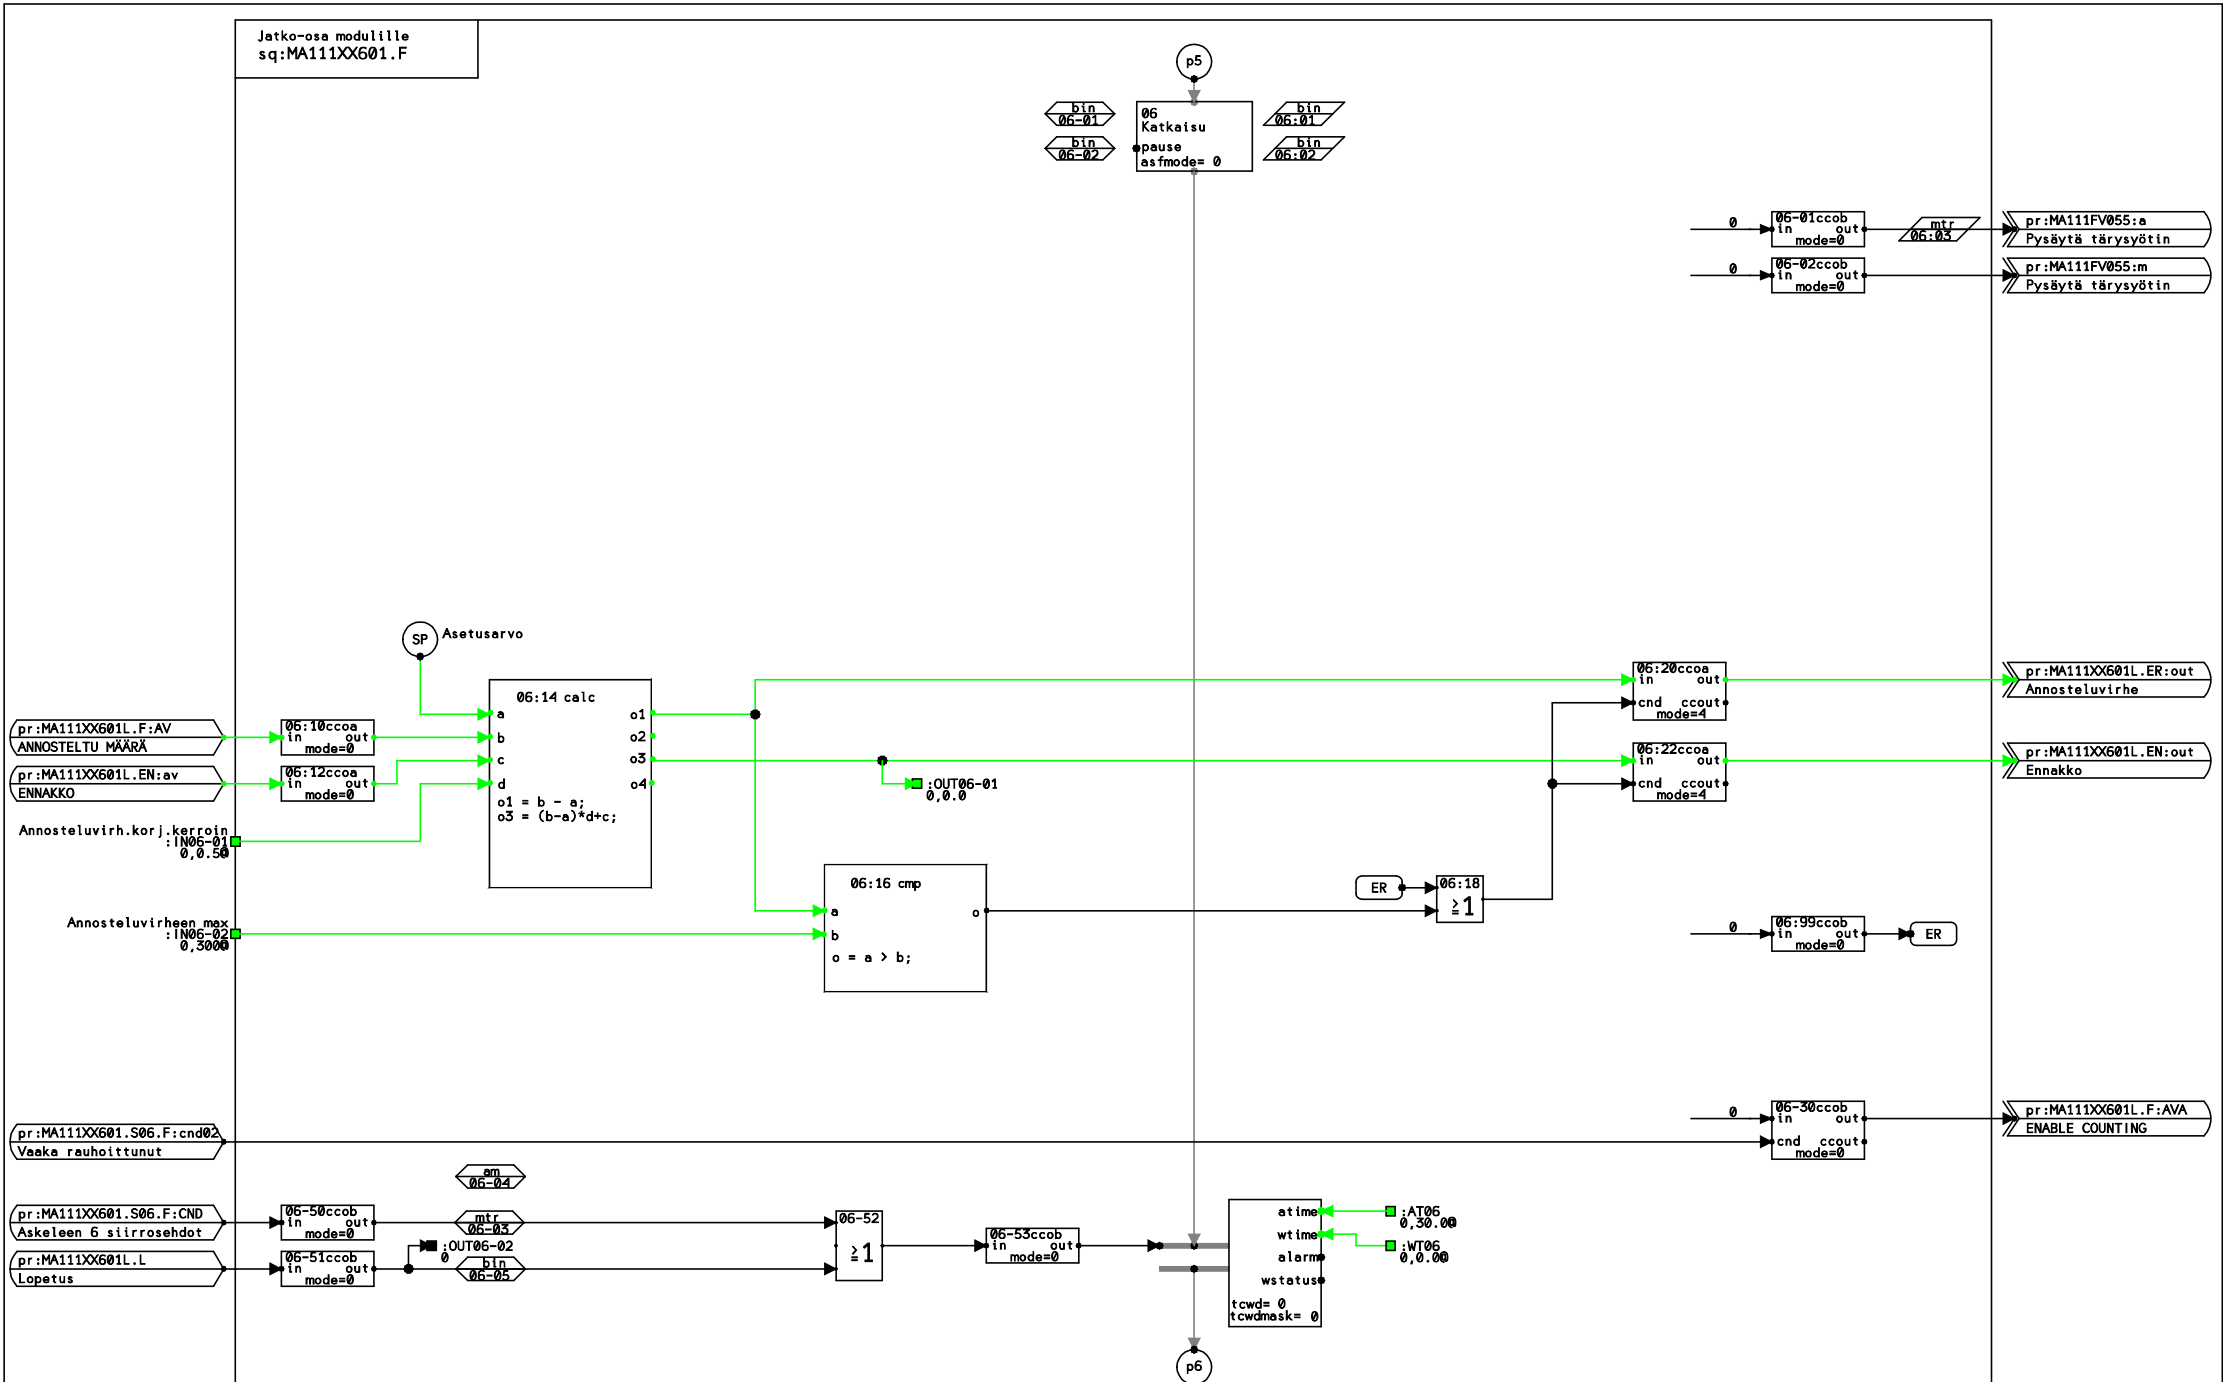 Jatko-osa modulille
sq:MA111XX601.F
p5
bin
06-01
bin
06-02
06
Katkaisu
pause
asfmode= 0
bin
06:01
bin
06:02
0
06-01ccob
in out
mode=0
mtr
06:03
pr:MA111FV055:a
Pysäytä tärysyötin
0
06-02ccob
in out
mode=0
pr:MA111FV055:m
Pysäytä tärysyötin
SP
Asetusarvo
06:14 calc
a o1
b o2
c o3
d o4
o1 = b - a;
o3 = (b-a)*d+c;
pr:MA111XX601L.F:AV
ANNOSTELTU MÄÄRÄ
06:10ccoa
in out
mode=0
pr:MA111XX601L.EN:av
ENNAKKO
06:12ccoa
in out
mode=0
Annosteluvirh.korj.kerroin
:IN06-01
0,0.5@
:OUT06-01
0,0.0
06:20ccoa
in out
cnd ccout
mode=4
pr:MA111XX601L.ER:out
Annosteluvirhe
06:22ccoa
in out
cnd ccout
mode=4
pr:MA111XX601L.EN:out
Ennakko
Annosteluvirheen max
:IN06-02
0,300@
06:16 cmp
a o
b
o = a > b;
ER
06:18
≥1
0
06:99ccob
in out
mode=0
ER
pr:MA111XX601.S06.F:cnd02
Vaaka rauhoittunut
0
06-30ccob
in out
cnd ccout
mode=0
pr:MA111XX601L.F:AVA
ENABLE COUNTING
am
06-04
pr:MA111XX601.S06.F:CND
Askeleen 6 siirrosehdot
06-50ccob
in out
mode=0
mtr
06-03
pr:MA111XX601L.L
Lopetus
06-51ccob
in out
mode=0
:OUT06-02
0
bin
06-05
06-52
≥1
06-53ccob
in out
mode=0
atime
wtime
alarm
wstatus
tcwd= 0
tcwdmask= 0
:AT06
0,30.0@
:WT06
0,0.0@
p6